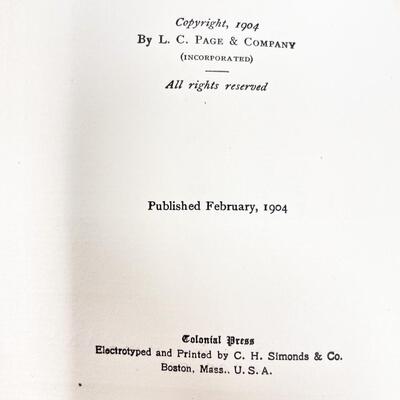 Copyright, 1904
By L. C. Page & Company
(INCORPORATED)
All rights reserved
Published February, 1904
Colonial Press
Electrotyped and Printed by C. H. Simonds & Co.
Boston, Mass., U. S. A.